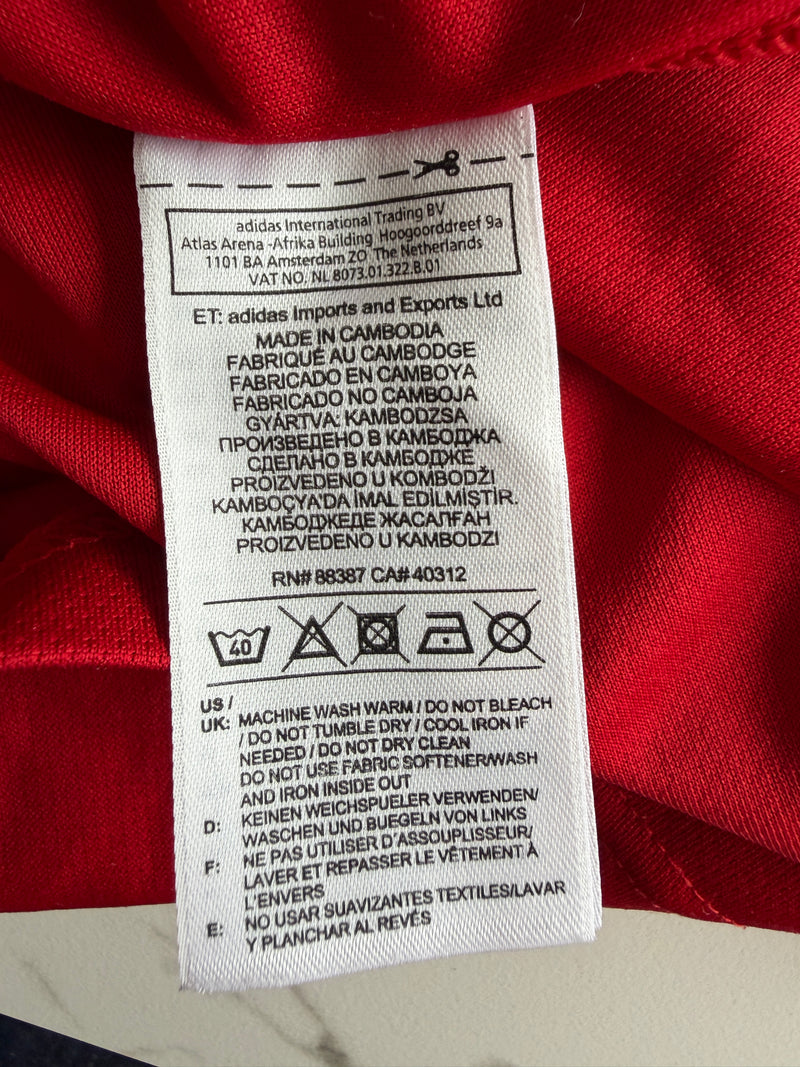 adidas International Trading BV
Atlas Arena -Afrika Building Hoogoorddreef 9a
1101 BA Amsterdam ZO The Netherlands
VAT NO. NL 8073.01.322.B.01
ET: adidas Imports and Exports Ltd
MADE IN CAMBODIA
FABRIQUÉ AU CAMBODGE
FABRICADO EN CAMBOYA
FABRICADO NO CAMBOJA
GYÁRTVA: KAMBODZSA
ПРОИЗВЕДЕНО В КАМБОДЖА
СДЕЛАНО В КАМБОДЖЕ
PROIZVEDENO U KOMBODŽI
KAMBOÇYA'DA İMAL EDİLMİŞTİR.
КАМБОДЖЕДЕ ЖАСАЛҒАН
PROIZVEDENO U KAMBODZI
RN# 88387 CA# 40312
40
US /
UK: MACHINE WASH WARM / DO NOT BLEACH
/ DO NOT TUMBLE DRY / COOL IRON IF
NEEDED / DO NOT DRY CLEAN
DO NOT USE FABRIC SOFTENER/WASH
AND IRON INSIDE OUT
D: KEINEN WEICHSPUELER VERWENDEN/
WASCHEN UND BUEGELN VON LINKS
F: NE PAS UTILISER D'ASSOUPLISSEUR/
LAVER ET REPASSER LE VÊTEMENT À
L'ENVERS
E: NO USAR SUAVIZANTES TEXTILES/LAVAR
Y PLANCHAR AL REVÉS